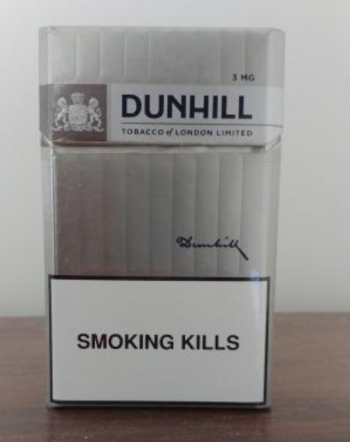 3 MG
DUNHILL
TOBACCO of LONDON LIMITED
Dunhill
SMOKING KILLS